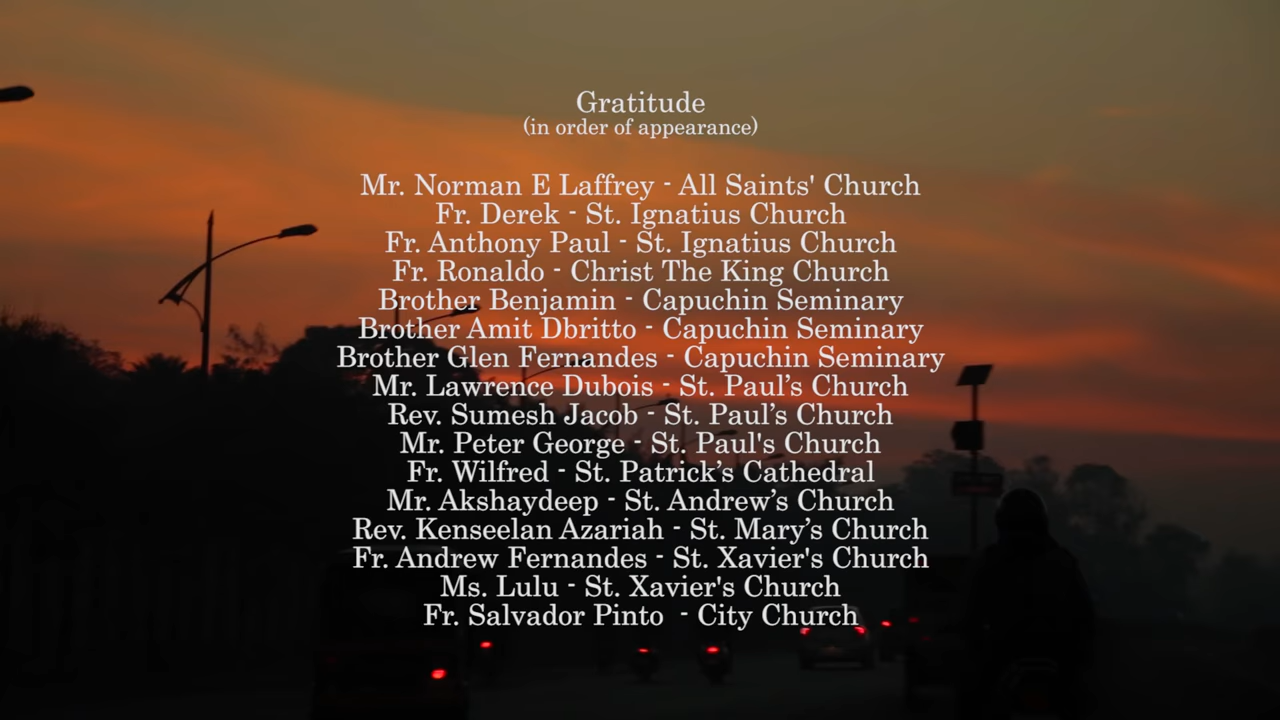 Gratitude
(in order of appearance)
Mr. Norman E Laffrey - All Saints' Church
Fr. Derek - St. Ignatius Church
Fr. Anthony Paul - St. Ignatius Church
Fr. Ronaldo - Christ The King Church
Brother Benjamin - Capuchin Seminary
Brother Amit Dbritto - Capuchin Seminary
Brother Glen Fernandes - Capuchin Seminary
Mr. Lawrence Dubois - St. Paul’s Church
Rev. Sumesh Jacob - St. Paul’s Church
Mr. Peter George - St. Paul's Church
Fr. Wilfred - St. Patrick’s Cathedral
Mr. Akshaydeep - St. Andrew’s Church
Rev. Kenseelan Azariah - St. Mary’s Church
Fr. Andrew Fernandes - St. Xavier's Church
Ms. Lulu - St. Xavier's Church
Fr. Salvador Pinto - City Church